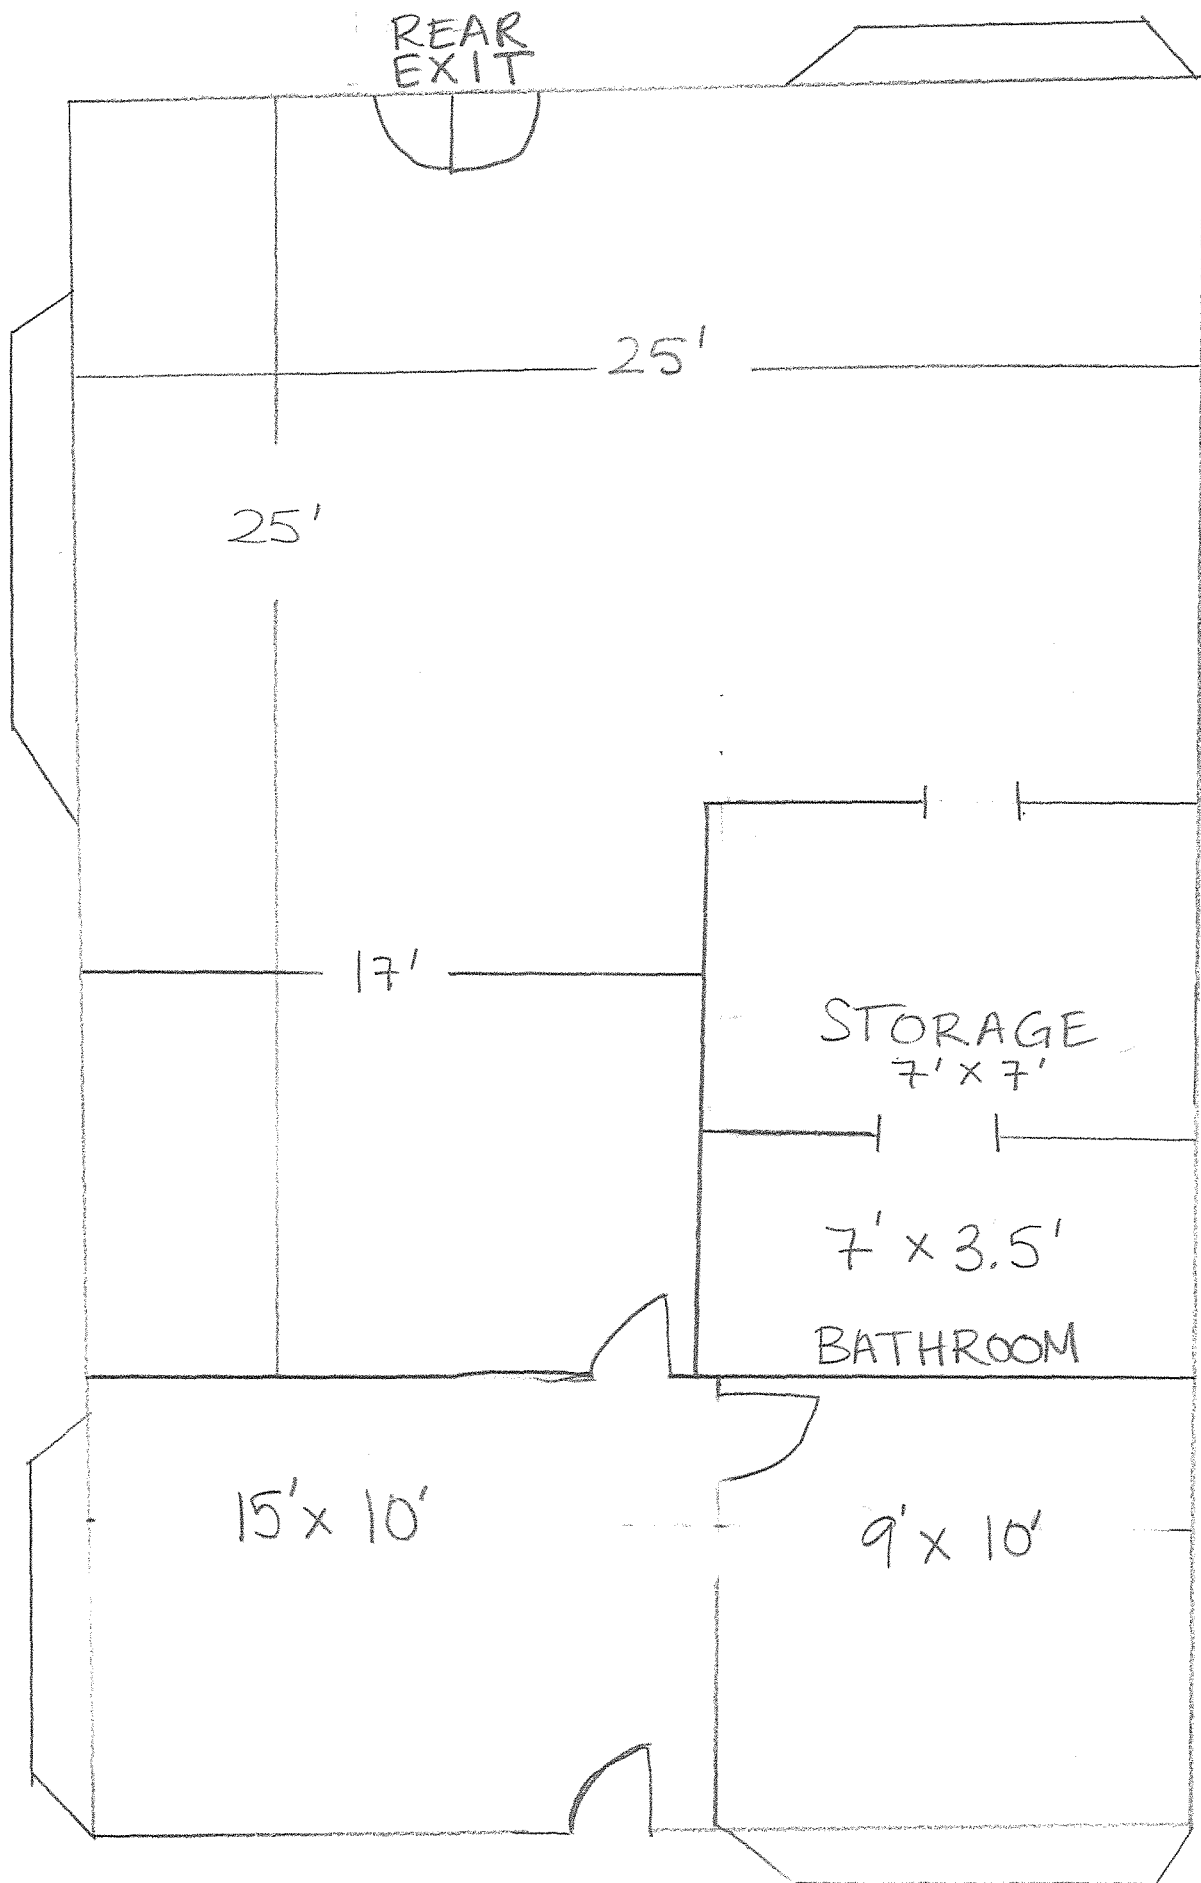 REAR
EXIT
25'
25'
17'
STORAGE
7' x 7'
7' x 3.5'
BATHROOM
15' x 10'
9' x 10'